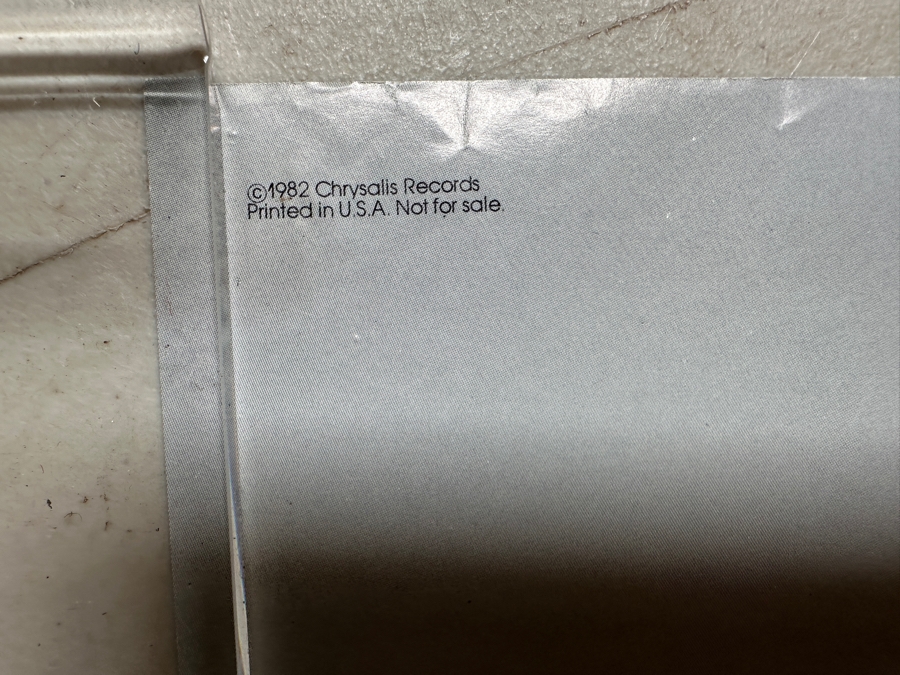 ©1982 Chrysalis Records
Printed in U.S.A. Not for sale.